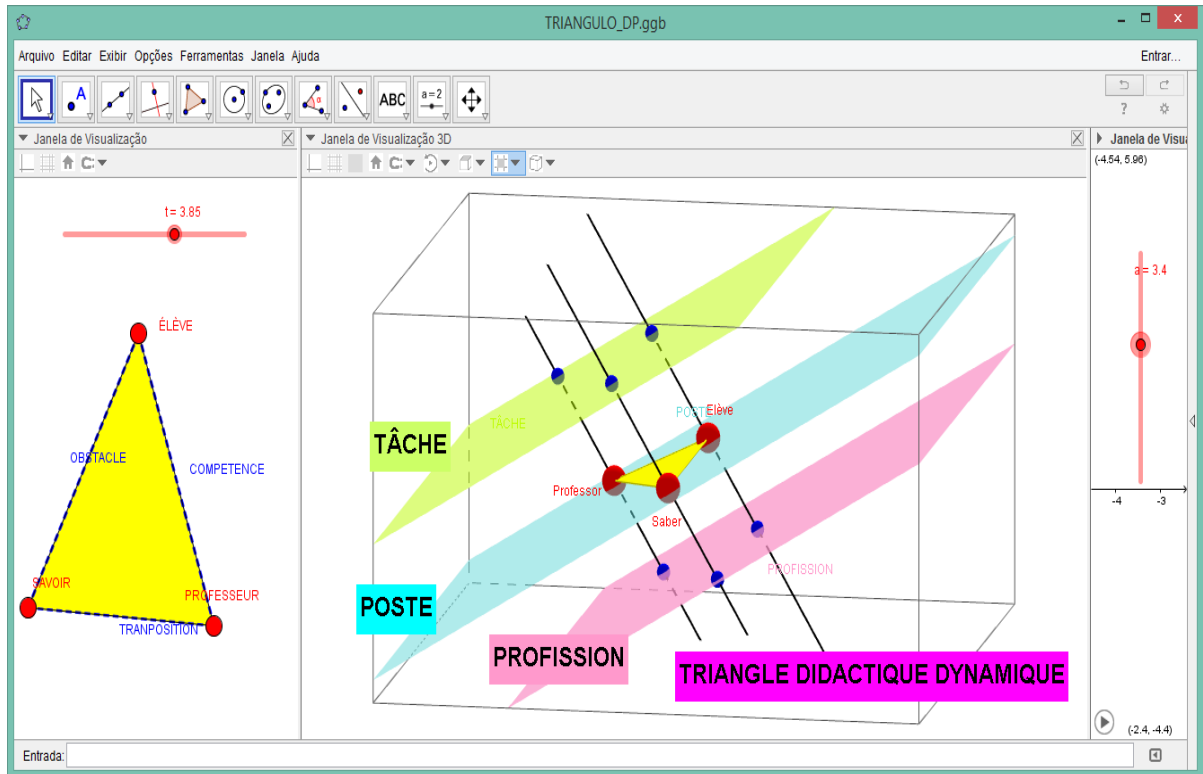 TRIANGULO_DP.ggb
Arquivo Editar Exibir Opções Ferramentas Janela Ajuda
Entrar...
A
α
ABC
a=2
?
Janela de Visualização
Janela de Visualização 3D
Janela de Visu
t = 3.85
ÉLÈVE
OBSTACLE
COMPETENCE
SAVOIR
PROFESSEUR
TRANPOSITION
TÂCHE
TÂCHE
POSTE
Elève
Professor
Saber
PROFISSION
POSTE
PROFISSION
TRIANGLE DIDACTIQUE DYNAMIQUE
(-4.54, 5.96)
a = 3.4
-4
-3
(-2.4, -4.4)
Entrada: